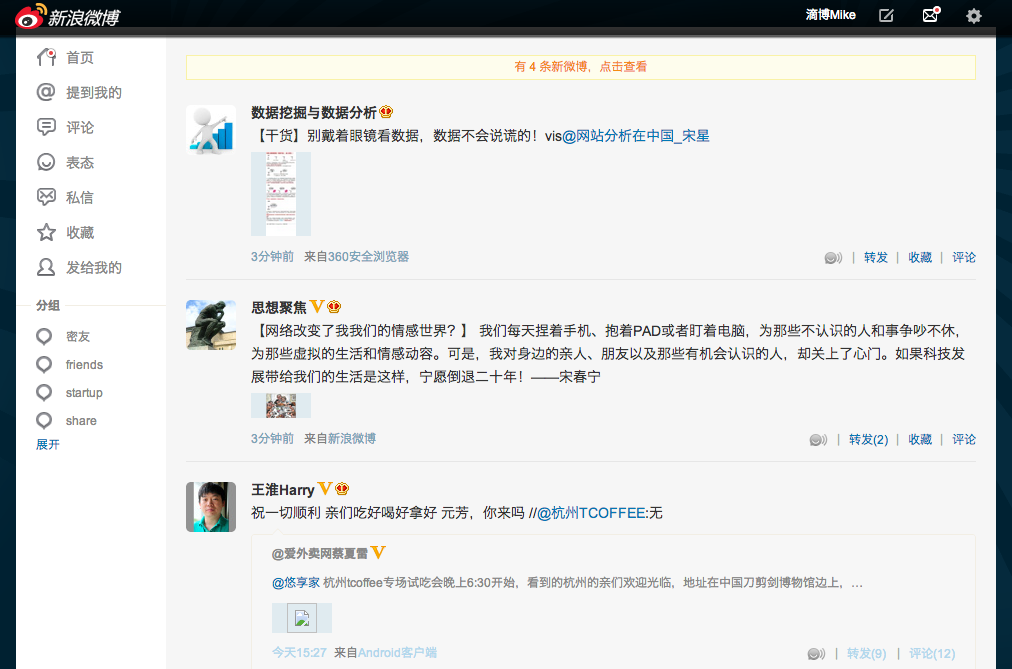 新浪微博
滴博Mike
首页
提到我的
评论
表态
私信
收藏
发给我的
分组
密友
friends
startup
share
展开
有 4 条新微博，点击查看
数据挖掘与数据分析
【干货】别戴着眼镜看数据，数据不会说谎的！vis@网站分析在中国_宋星
3分钟前 来自360安全浏览器
转发 | 收藏 | 评论
思想聚焦
【网络改变了我我们的情感世界？】 我们每天捏着手机、抱着PAD或者盯着电脑，为那些不认识的人和事争吵不休，
为那些虚拟的生活和情感动容。可是，我对身边的亲人、朋友以及那些有机会认识的人，却关上了心门。如果科技发
展带给我们的生活是这样，宁愿倒退二十年！——宋春宁
3分钟前 来自新浪微博
转发(2) | 收藏 | 评论
王淮Harry
祝一切顺利 亲们吃好喝好拿好 元芳，你来吗 //@杭州TCOFFEE:无
@爱外卖网蔡夏雷
@悠享家 杭州tcoffee专场试吃会晚上6:30开始，看到的杭州的亲们欢迎光临，地址在中国刀剪剑博物馆边上，…
今天15:27 来自Android客户端
转发(9) | 评论(12)